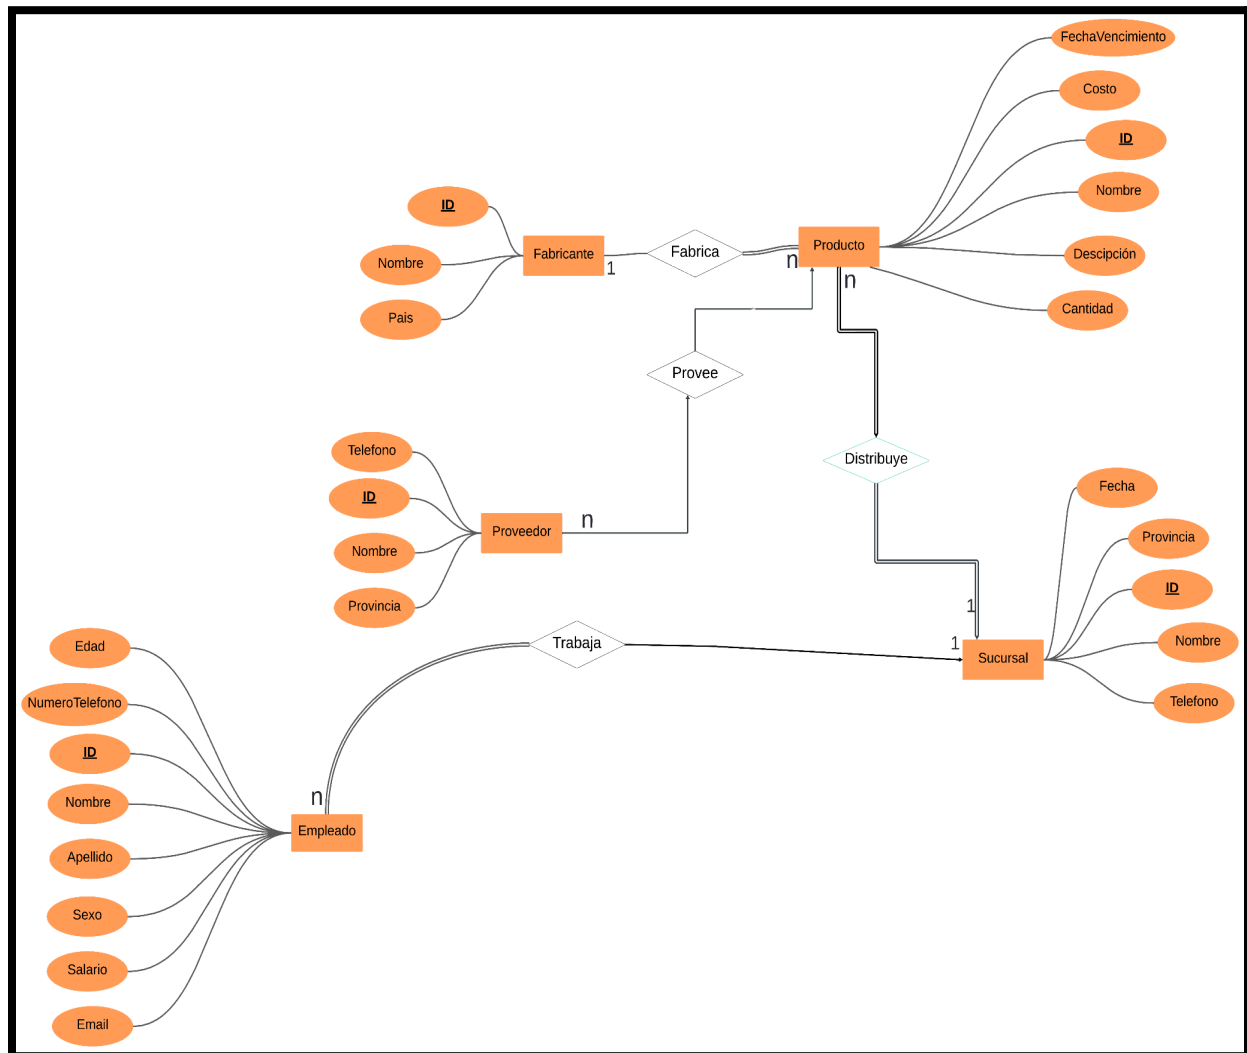 FechaVencimiento
Costo
ID
Nombre
Descipción
Cantidad
Producto
n
n
Fabrica
1
Fabricante
ID
Nombre
Pais
Provee
Distribuye
Telefono
ID
Nombre
Provincia
Proveedor
n
Fecha
Provincia
ID
Nombre
Telefono
1
1
Sucursal
Trabaja
Edad
NumeroTelefono
ID
Nombre
Apellido
Sexo
Salario
Email
n
Empleado